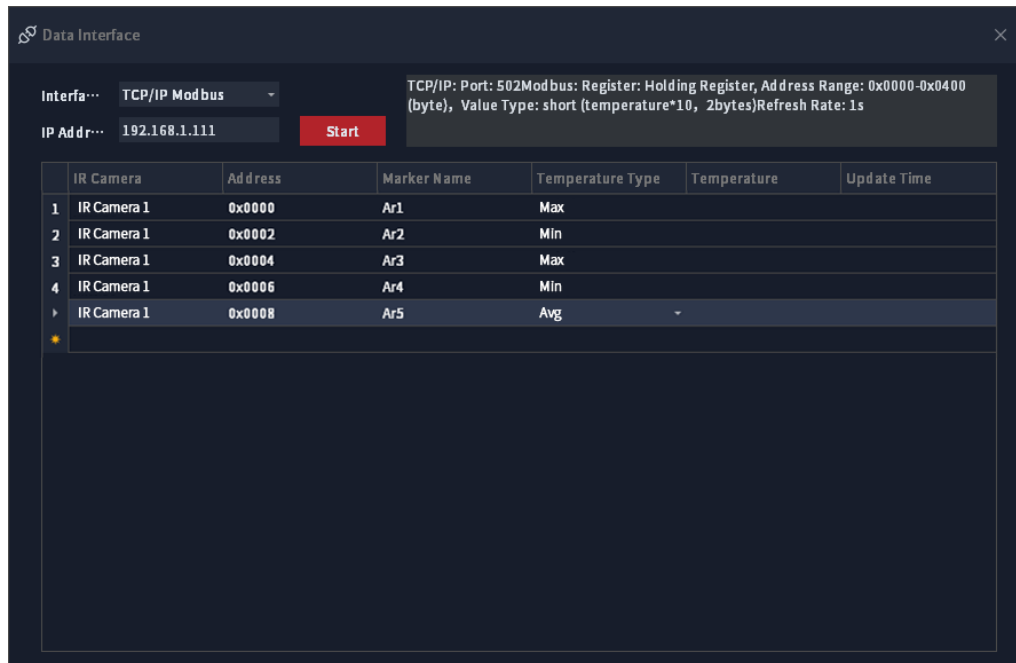 Data Interface
Interfa··· TCP/IP Modbus
TCP/IP: Port: 502Modbus: Register: Holding Register, Address Range: 0x0000-0x0400
(byte),  Value Type: short (temperature*10,  2bytes)Refresh Rate: 1s
IP Addr··· 192.168.1.111 Start
IR Camera Address Marker Name Temperature Type Temperature Update Time
1 IR Camera 1 0x0000 Ar1 Max
2 IR Camera 1 0x0002 Ar2 Min
3 IR Camera 1 0x0004 Ar3 Max
4 IR Camera 1 0x0006 Ar4 Min
IR Camera 1 0x0008 Ar5 Avg